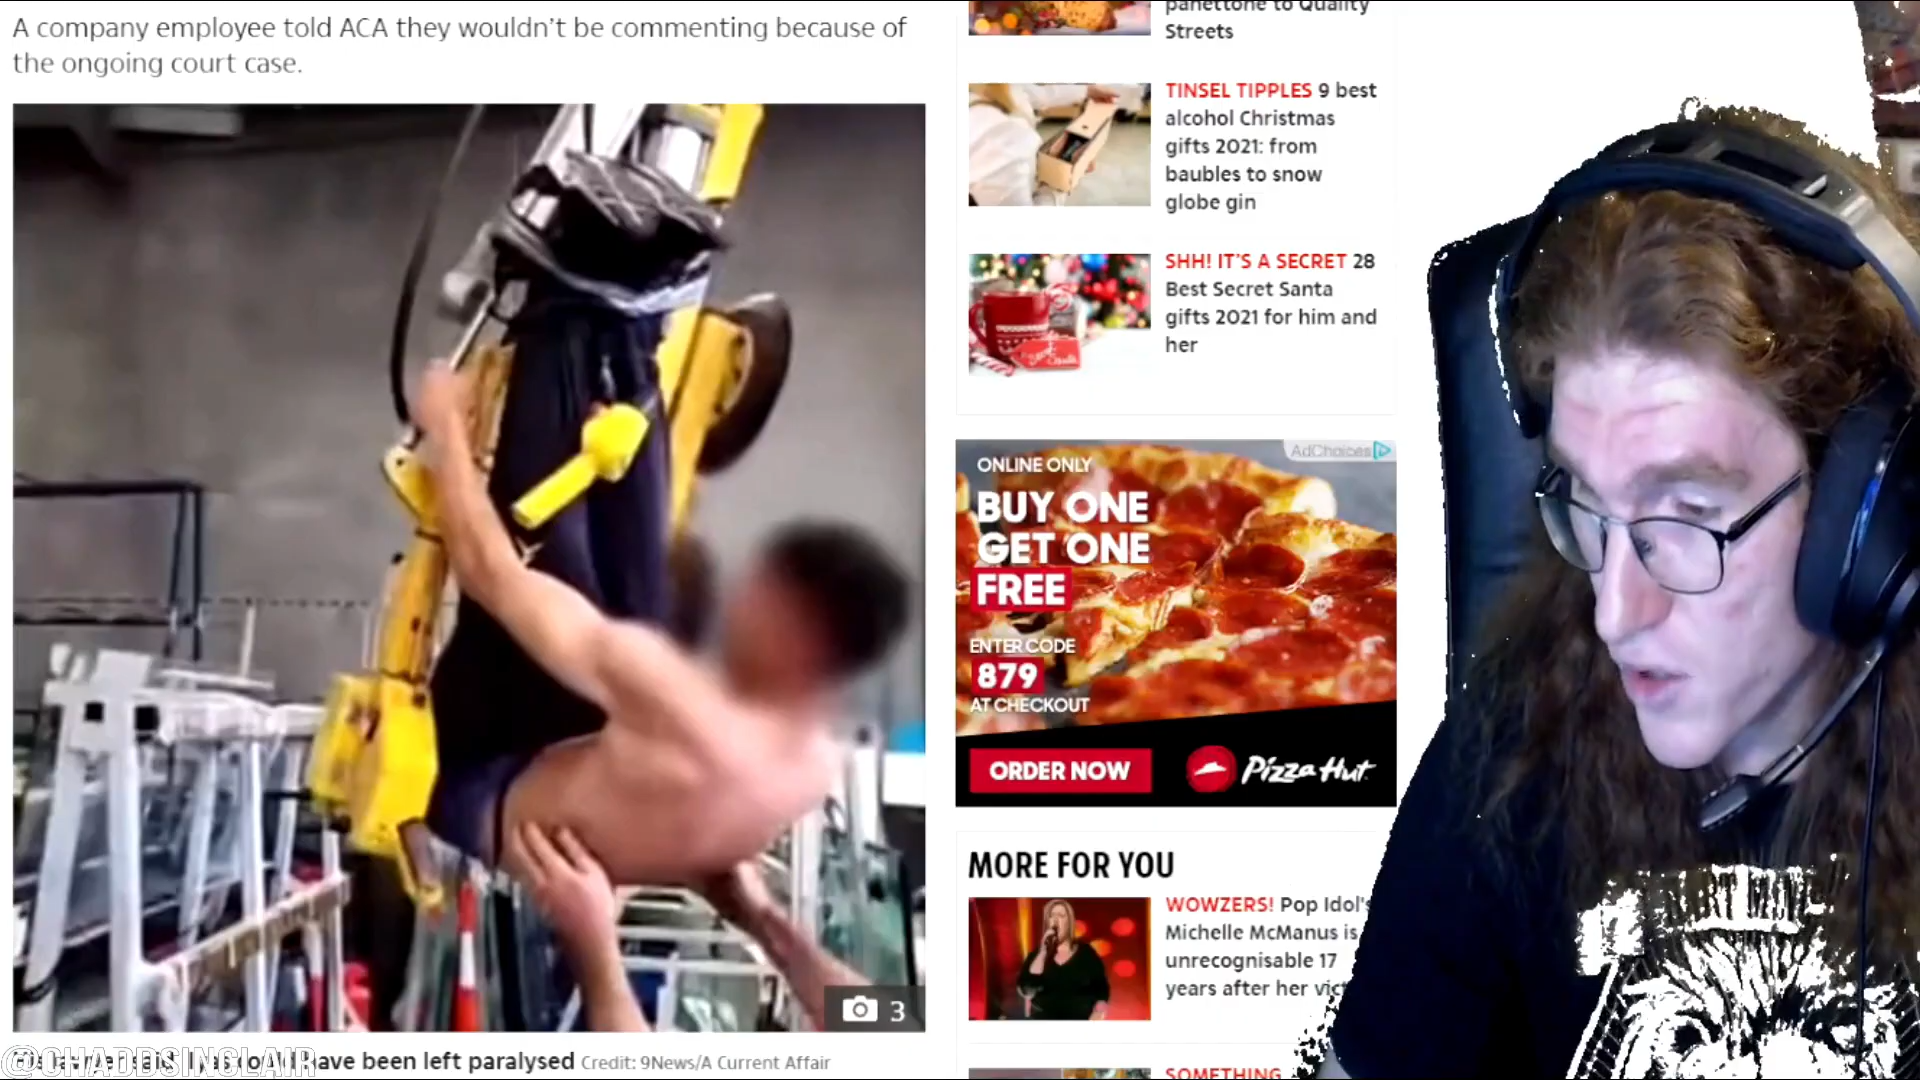 A company employee told ACA they wouldn't be commenting because of
the ongoing court case.
3
have been left paralysed Credit: 9News/A Current Affair
@CHADDSINCLAIR
panettone to Quality
Streets
TINSEL TIPPLES 9 best
alcohol Christmas
gifts 2021: from
baubles to snow
globe gin
SHH! IT'S A SECRET 28
Best Secret Santa
gifts 2021 for him and
her
AdChoices
ONLINE ONLY
BUY ONE
GET ONE
FREE
ENTER CODE
879
AT CHECKOUT
ORDER NOW
Pizza Hut
MORE FOR YOU
WOWZERS! Pop Idol's
Michelle McManus is
unrecognisable 17
years after her
SOMETHING